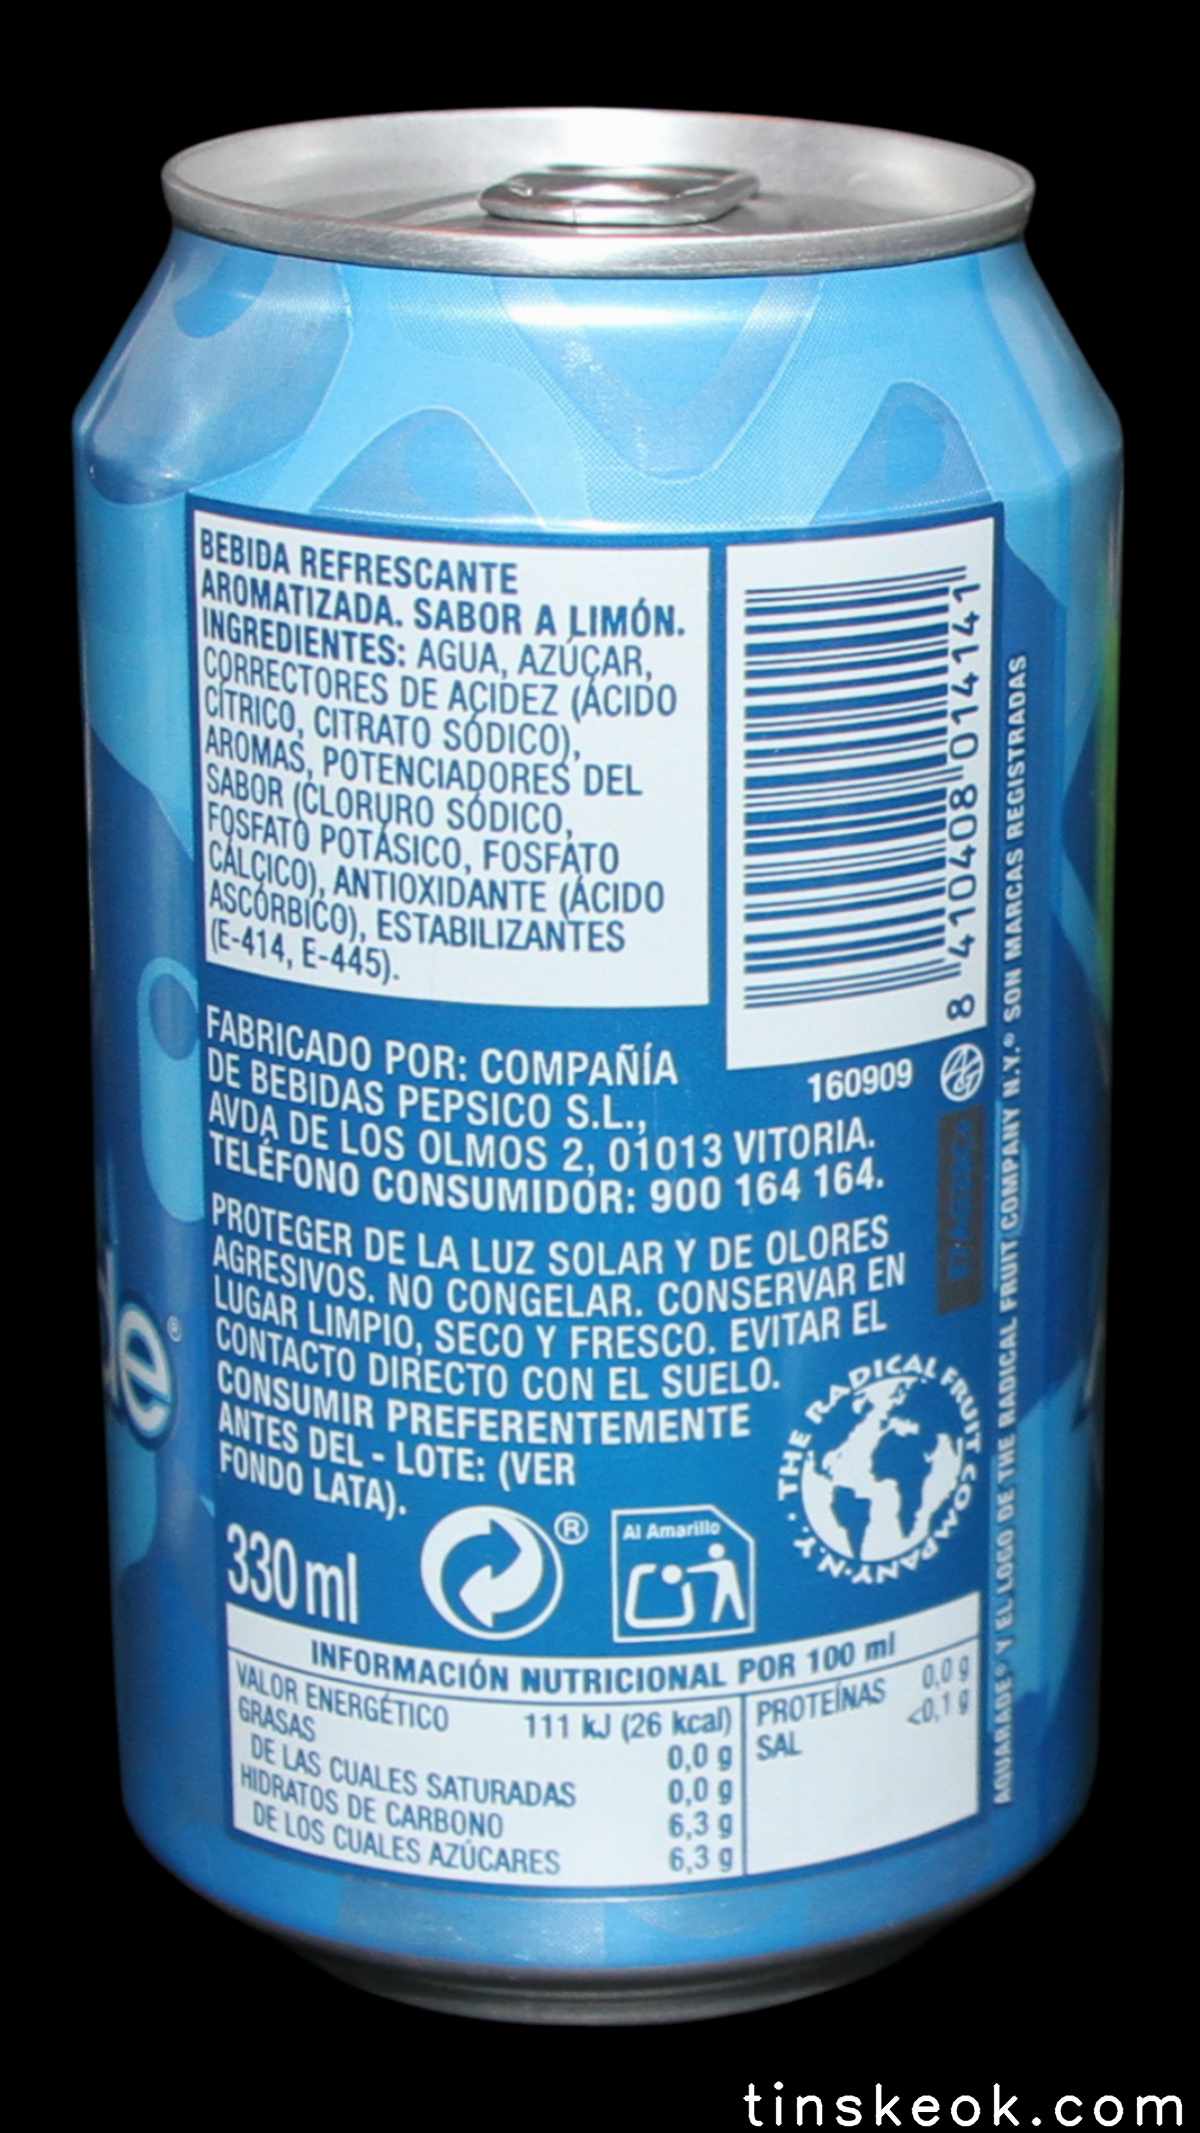 BEBIDA REFRESCANTE
AROMATIZADA. SABOR A LIMÓN.
INGREDIENTES: AGUA, AZÚCAR,
CORRECTORES DE ACIDEZ (ÁCIDO
CÍTRICO, CITRATO SÓDICO),
AROMAS, POTENCIADORES DEL
SABOR (CLORURO SÓDICO,
FOSFATO POTÁSICO, FOSFATO
CÁLCICO), ANTIOXIDANTE (ÁCIDO
ASCÓRBICO), ESTABILIZANTES
(E-414, E-445).
8 410408 014141
160909
FABRICADO POR: COMPAÑÍA
DE BEBIDAS PEPSICO S.L.,
AVDA DE LOS OLMOS 2, 01013 VITORIA.
TELÉFONO CONSUMIDOR: 900 164 164.
PROTEGER DE LA LUZ SOLAR Y DE OLORES
AGRESIVOS. NO CONGELAR. CONSERVAR EN
LUGAR LIMPIO, SECO Y FRESCO. EVITAR EL
CONTACTO DIRECTO CON EL SUELO.
CONSUMIR PREFERENTEMENTE
ANTES DEL - LOTE: (VER
FONDO LATA).
de®
330 ml
®
Al Amarillo
THE RADICAL FRUIT COMPANY·N.Y.·
INFORMACIÓN NUTRICIONAL POR 100 ml
VALOR ENERGÉTICO 111 kJ (26 kcal)
GRASAS 0,0 g
DE LAS CUALES SATURADAS 0,0 g
HIDRATOS DE CARBONO 6,3 g
DE LOS CUALES AZÚCARES 6,3 g
PROTEÍNAS 0,0 g
SAL <0,1 g
AQUARADE® Y EL LOGO DE THE RADICAL FRUIT COMPANY N.Y.® SON MARCAS REGISTRADAS
tinskeok.com